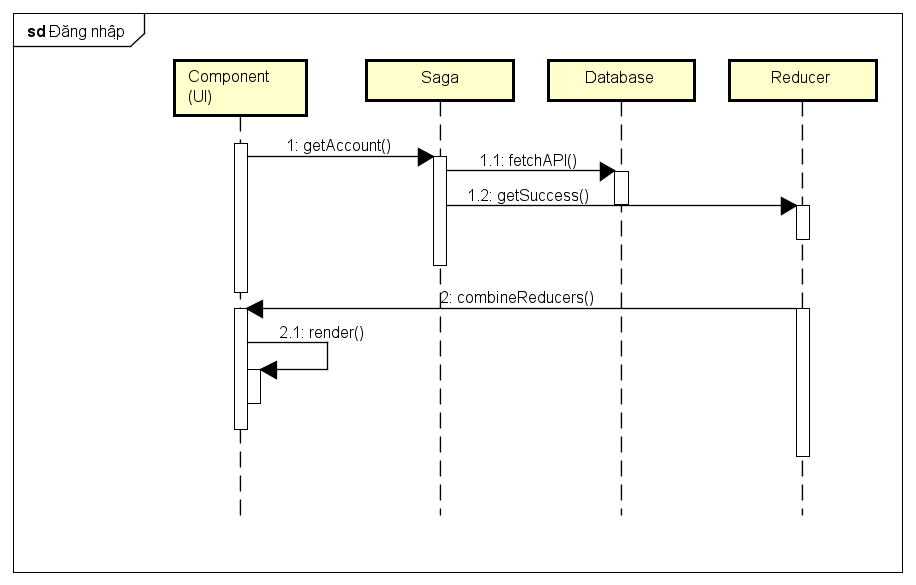 sd Đăng nhập
Component
(UI)
Saga
Database
Reducer
1: getAccount()
1.1: fetchAPI()
1.2: getSuccess()
2: combineReducers()
2.1: render()